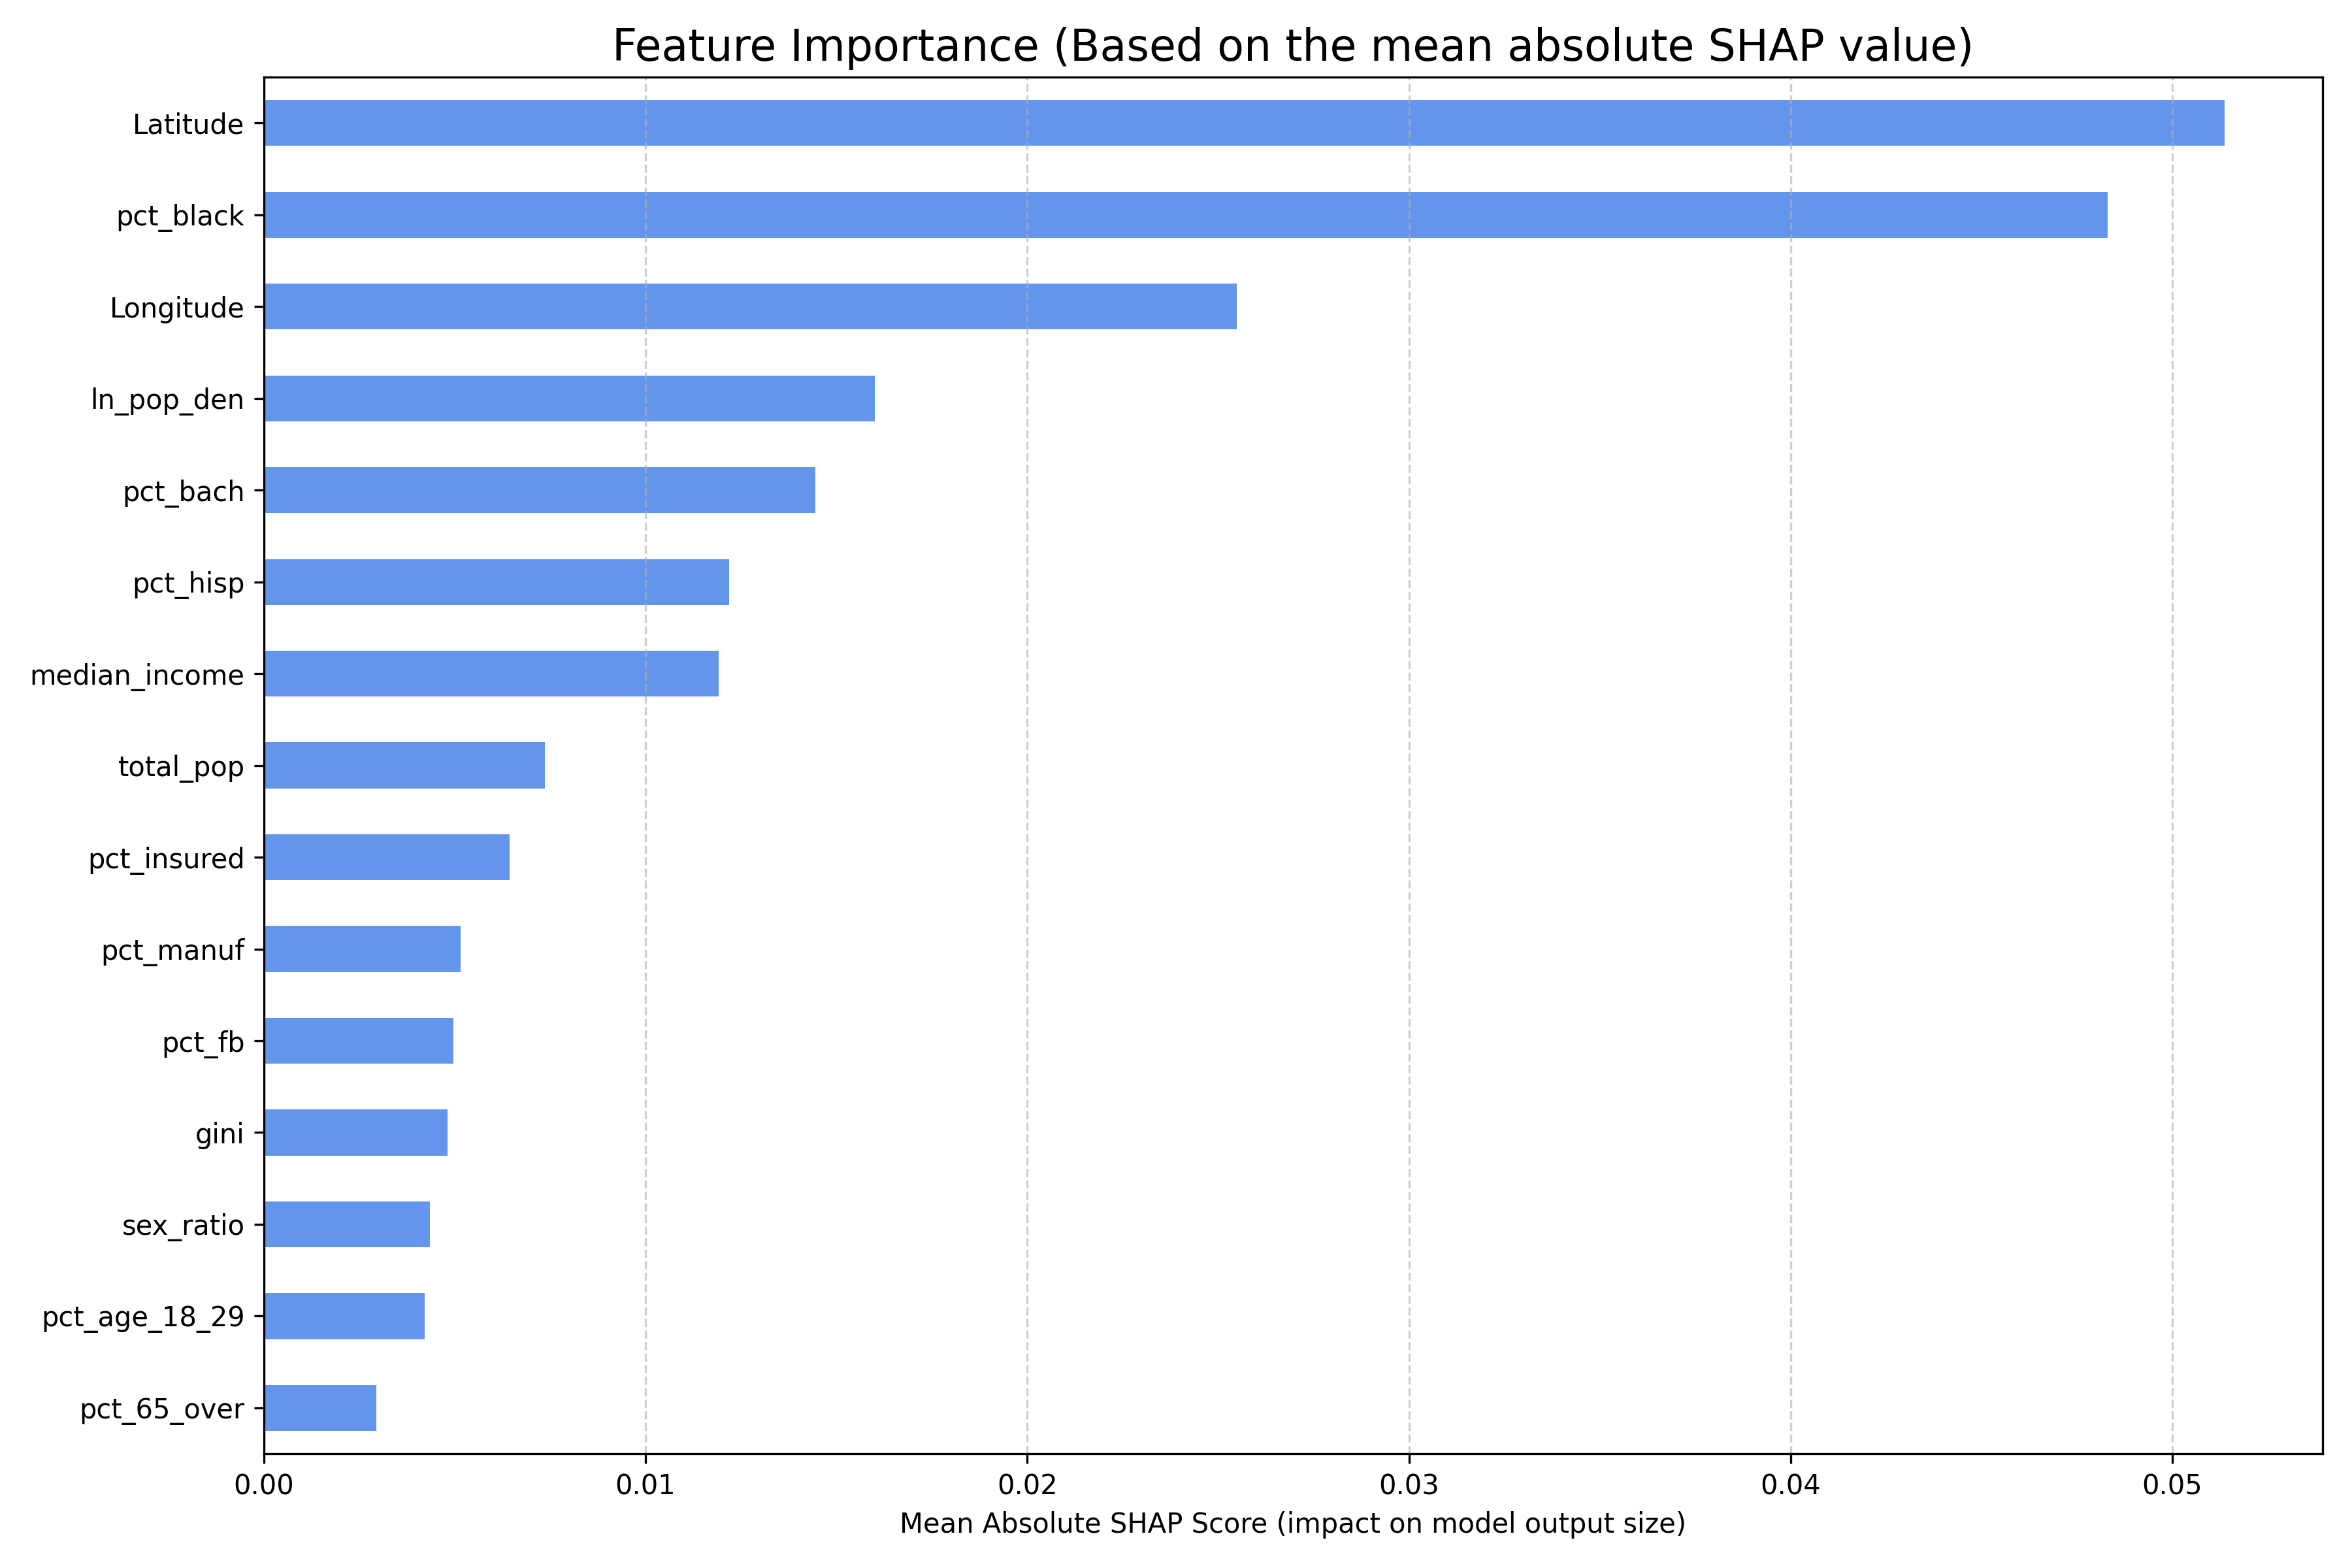 Feature Importance (Based on the mean absolute SHAP value)
Latitude
pct_black
Longitude
ln_pop_den
pct_bach
pct_hisp
median_income
total_pop
pct_insured
pct_manuf
pct_fb
gini
sex_ratio
pct_age_18_29
pct_65_over
0.00 0.01 0.02 0.03 0.04 0.05
Mean Absolute SHAP Score (impact on model output size)